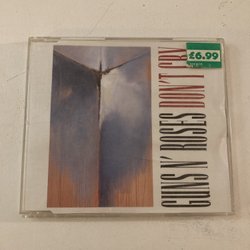 £6.99
GUNS N' ROSES
DON'T CRY